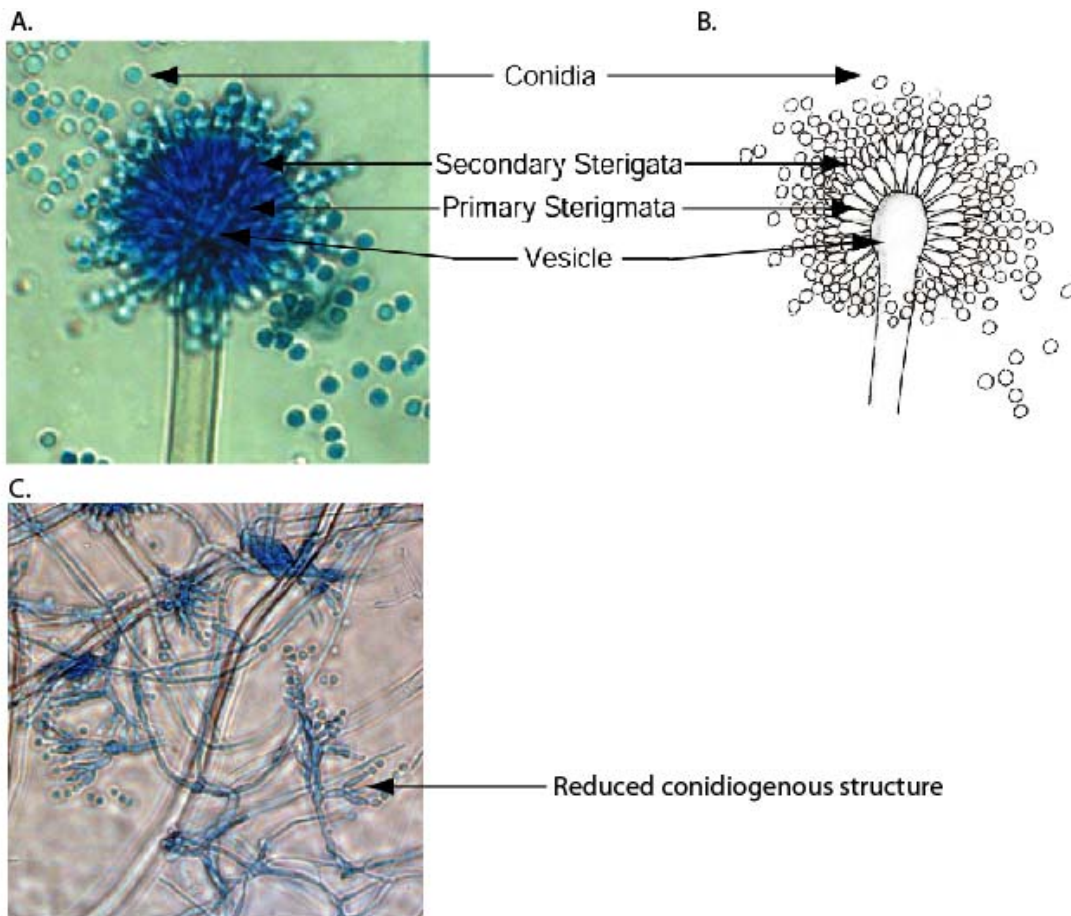 A.
B.
Conidia
Secondary Sterigata
Primary Sterigmata
Vesicle
C.
Reduced conidiogenous structure